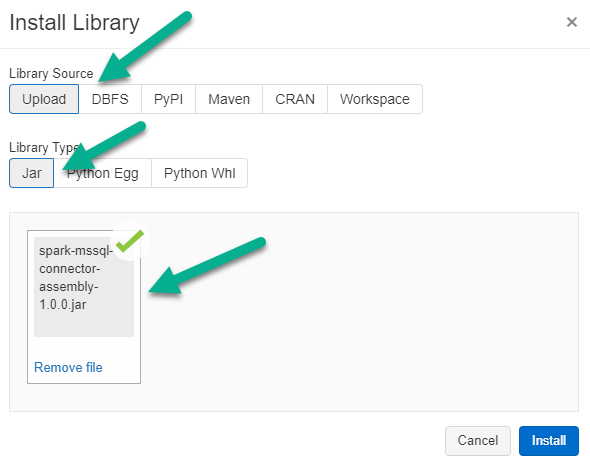 Install Library
Library Source
Upload DBFS PyPI Maven CRAN Workspace
Library Type
Jar Python Egg Python Whl
spark-mssql-
connector-
assembly-
1.0.0.jar
Remove file
Cancel Install